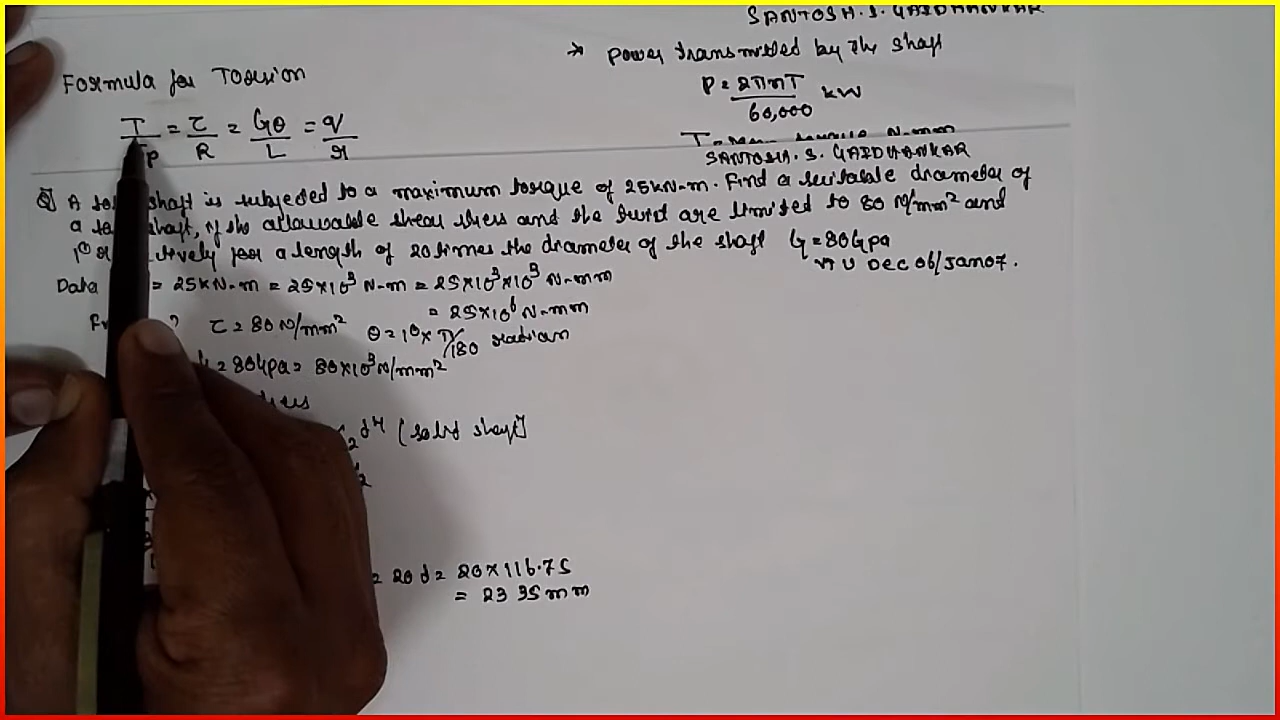 SANTOSH.S.GAIDHANKAR
→ power transmitted by the shaft
Formula for Torsion
P = 2πnT / 60,000 kW
T / Ip = τ / R = Gθ / L = q / r
T
N-mm
SANTOSH.S.GAIDHANKAR
Q] A shaft is subjected to a maximum torque of 25kN-m. Find a suitable diameter of
a shaft, if the allowable shear stress and the twist are limited to 80 N/mm² and
1° for a length of 20 times the diameter of the shaft G = 80Gpa
VTU Dec 06/Jan07.
Data = 25kN-m = 25×10³ N-m = 25×10³×10³ N-mm
= 25×10⁶ N-mm
τ = 80 N/mm² θ = 1° × π/180 radian
= 80Gpa = 80×10³ N/mm²
d⁴ (solid shaft]
= 20d = 20×116.75
= 2335mm